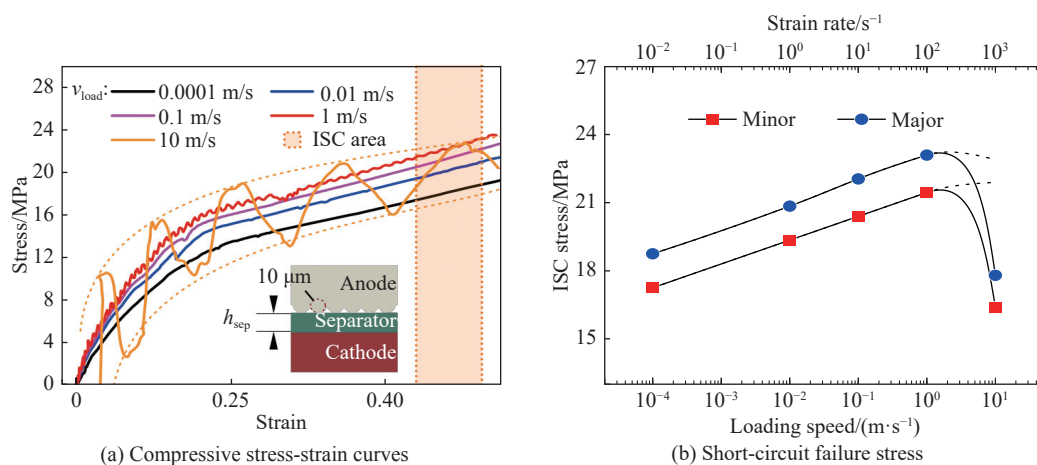 v_load:
0.0001 m/s
0.01 m/s
0.1 m/s
1 m/s
10 m/s
ISC area
Stress/MPa
28
24
20
16
12
8
4
0
10 μm
Anode
h_sep
Separator
Cathode
0
0.25
0.40
Strain
(a) Compressive stress-strain curves
Strain rate/s⁻¹
10⁻² 10⁻¹ 10⁰ 10¹ 10² 10³
ISC stress/MPa
27
24
21
18
15
Minor
Major
10⁻⁴ 10⁻³ 10⁻² 10⁻¹ 10⁰ 10¹
Loading speed/(m·s⁻¹)
(b) Short-circuit failure stress